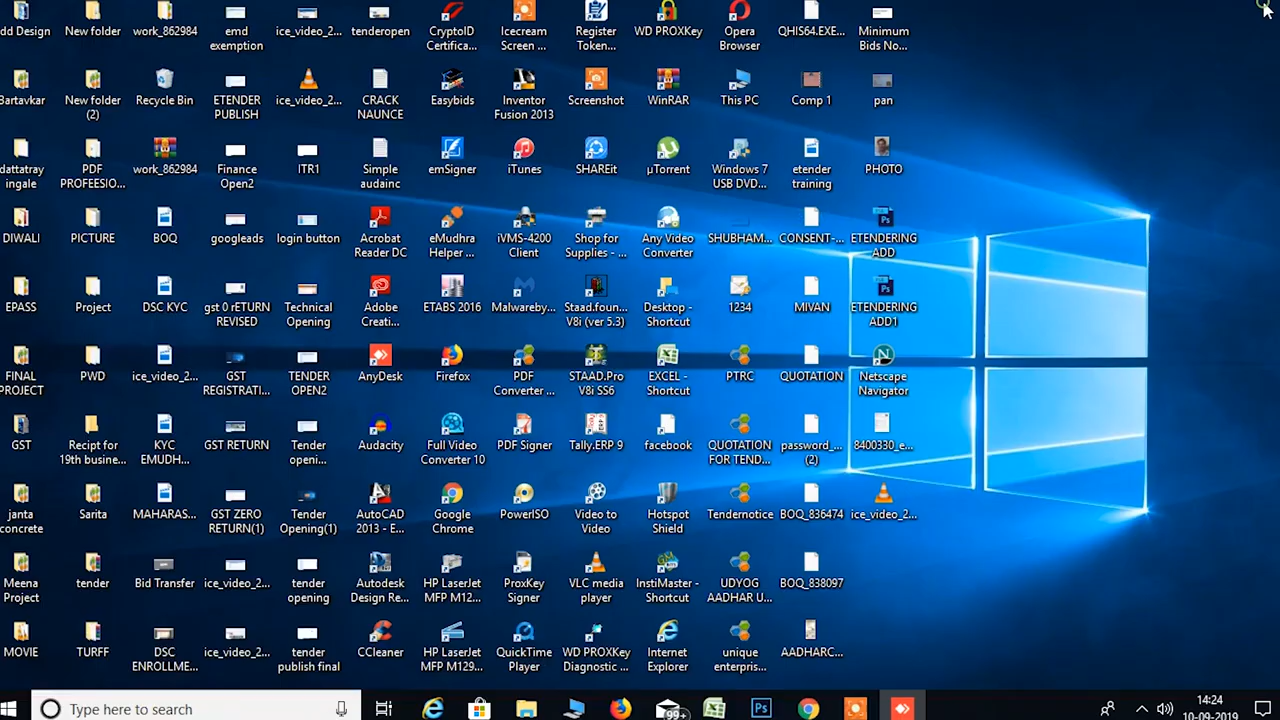 dd Design
New folder
work_862984
emd
exemption
ice_video_2...
tenderopen
CryptoID
Certifica...
Icecream
Screen ...
Register
Token...
WD PROXKey
Opera
Browser
QHIS64.EXE...
Minimum
Bids No...
Bartavkar
New folder
(2)
Recycle Bin
ETENDER
PUBLISH
ice_video_2...
CRACK
NAUNCE
Easybids
Inventor
Fusion 2013
Screenshot
WinRAR
This PC
Comp 1
pan
dattatray
ingale
PDF
PROFEESIO...
work_862984
Finance
Open2
ITR1
Simple
audainc
emSigner
iTunes
SHAREit
µTorrent
Windows 7
USB DVD...
etender
training
PHOTO
DIWALI
PICTURE
BOQ
googleads
login button
Acrobat
Reader DC
eMudhra
Helper ...
iVMS-4200
Client
Shop for
Supplies - ...
Any Video
Converter
SHUBHAM...
CONSENT-...
ETENDERING
ADD
EPASS
Project
DSC KYC
gst 0 rETURN
REVISED
Technical
Opening
Adobe
Creati...
ETABS 2016
Malwareby...
Staad.foun...
V8i (ver 5.3)
Desktop -
Shortcut
1234
MIVAN
ETENDERING
ADD1
FINAL
PROJECT
PWD
ice_video_2...
GST
REGISTRATI...
TENDER
OPEN2
AnyDesk
Firefox
PDF
Converter ...
STAAD.Pro
V8i SS6
EXCEL -
Shortcut
PTRC
QUOTATION
Netscape
Navigator
GST
Recipt for
19th busine...
KYC
EMUDH...
GST RETURN
Tender
openi...
Audacity
Full Video
Converter 10
PDF Signer
Tally.ERP 9
facebook
QUOTATION
FOR TEND...
password_...
(2)
8400330_e...
janta
concrete
Sarita
MAHARAS...
GST ZERO
RETURN(1)
Tender
Opening(1)
AutoCAD
2013 - E...
Google
Chrome
PowerISO
Video to
Video
Hotspot
Shield
Tendernotice
BOQ_836474
ice_video_2...
Meena
Project
tender
Bid Transfer
ice_video_2...
tender
opening
Autodesk
Design Re...
HP LaserJet
MFP M12...
ProxKey
Signer
VLC media
player
InstiMaster -
Shortcut
UDYOG
AADHAR U...
BOQ_838097
MOVIE
TURFF
DSC
ENROLLME...
ice_video_2...
tender
publish final
CCleaner
HP LaserJet
MFP M129...
QuickTime
Player
WD PROXKey
Diagnostic ...
Internet
Explorer
unique
enterpris...
AADHARC...
Type here to search
99+
14:24
10-09-2019